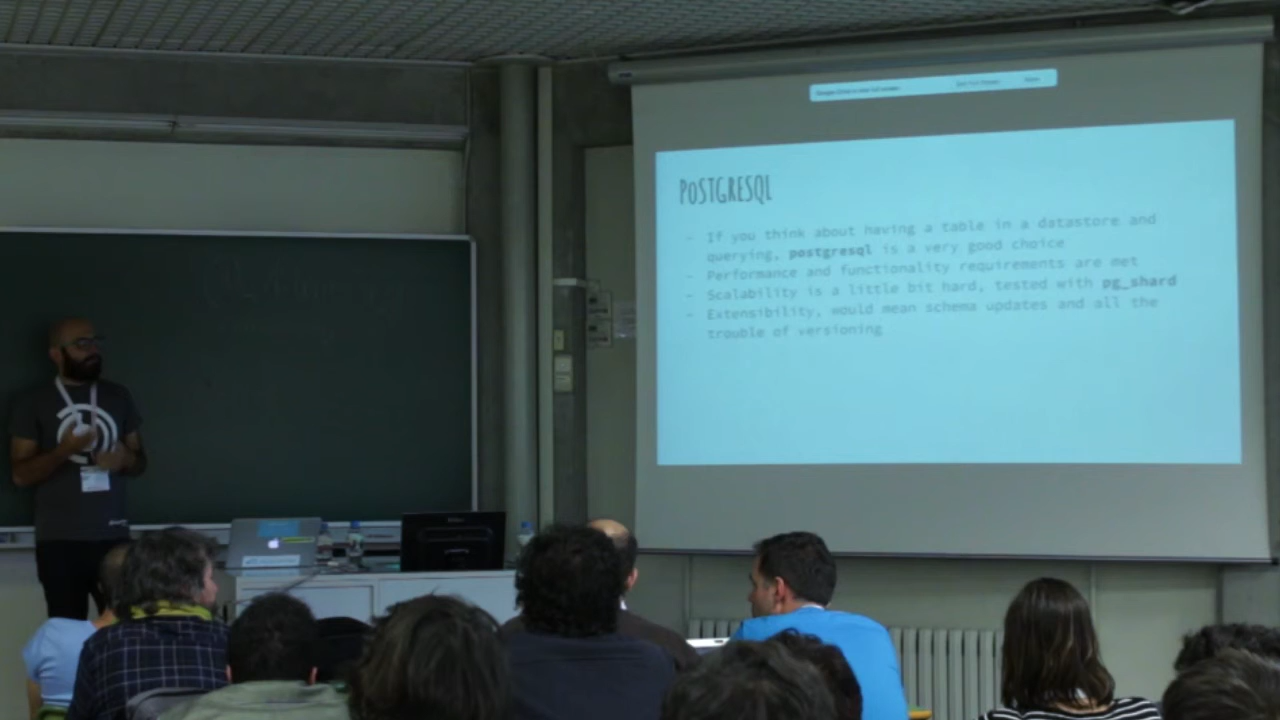 PoSTGRESQL
- If you think about having a table in a datastore and
querying, postgresql is a very good choice
- Performance and functionality requirements are met
- Scalability is a little bit hard, tested with pg_shard
- Extensibility, would mean schema updates and all the
trouble of versioning